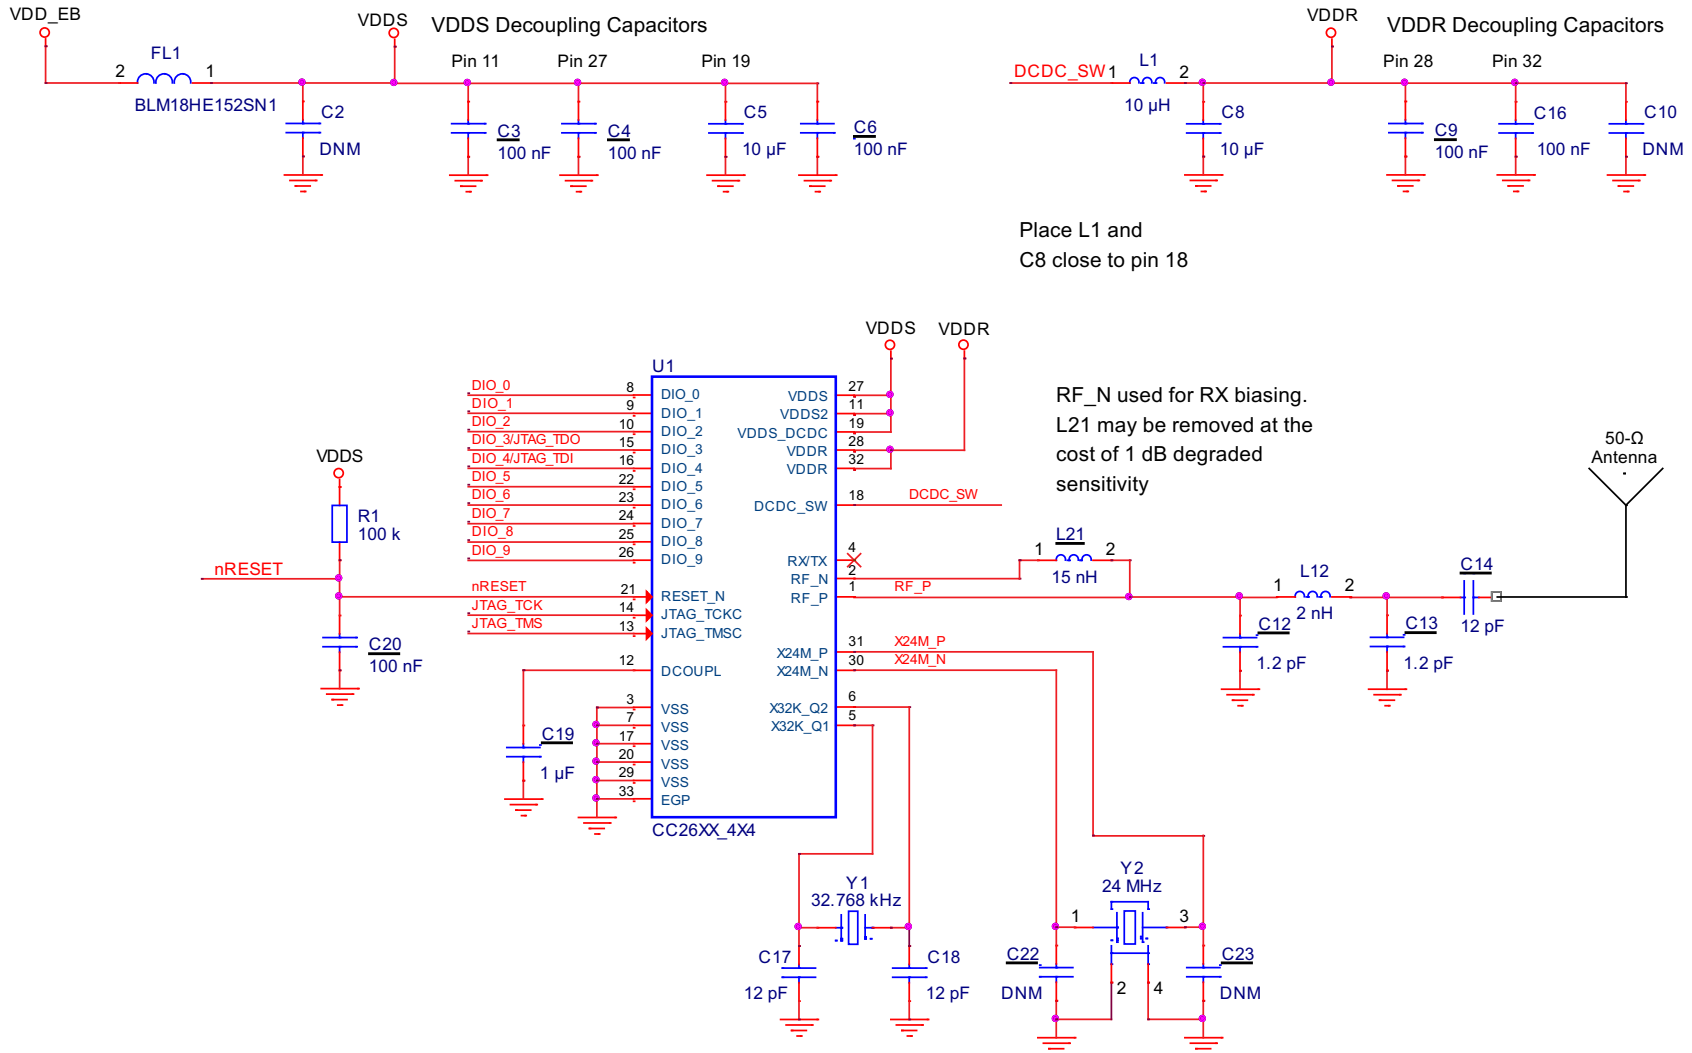 VDD_EB
VDDS
VDDS Decoupling Capacitors
FL1
2
1
BLM18HE152SN1
Pin 11
Pin 27
Pin 19
C2
DNM
C3
100 nF
C4
100 nF
C5
10 µF
C6
100 nF
VDDR
VDDR Decoupling Capacitors
DCDC_SW
1
L1
2
10 µH
Pin 28
Pin 32
C8
10 µF
C9
100 nF
C16
100 nF
C10
DNM
Place L1 and
C8 close to pin 18
VDDS
VDDR
U1
DIO_0
8
DIO_0
DIO_1
9
DIO_1
DIO_2
10
DIO_2
DIO_3/JTAG_TDO
15
DIO_3
DIO_4/JTAG_TDI
16
DIO_4
DIO_5
22
DIO_5
DIO_6
23
DIO_6
DIO_7
24
DIO_7
DIO_8
25
DIO_8
DIO_9
26
DIO_9
nRESET
21
RESET_N
JTAG_TCK
14
JTAG_TCKC
JTAG_TMS
13
JTAG_TMSC
12
DCOUPL
3
VSS
7
VSS
17
VSS
20
VSS
29
VSS
33
EGP
CC26XX_4X4
VDDS
27
VDDS2
11
VDDS_DCDC
19
VDDR
28
VDDR
32
DCDC_SW
18
DCDC_SW
RX/TX
4
RF_N
2
RF_P
1
RF_P
X24M_P
31
X24M_P
X24M_N
30
X24M_N
X32K_Q2
6
X32K_Q1
5
VDDS
R1
100 k
nRESET
C20
100 nF
C19
1 µF
RF_N used for RX biasing.
L21 may be removed at the
cost of 1 dB degraded
sensitivity
50-Ω
Antenna
1
L21
2
15 nH
1
L12
2
2 nH
C14
12 pF
C12
1.2 pF
C13
1.2 pF
Y1
32.768 kHz
C17
12 pF
C18
12 pF
Y2
24 MHz
1
3
2
4
C22
DNM
C23
DNM